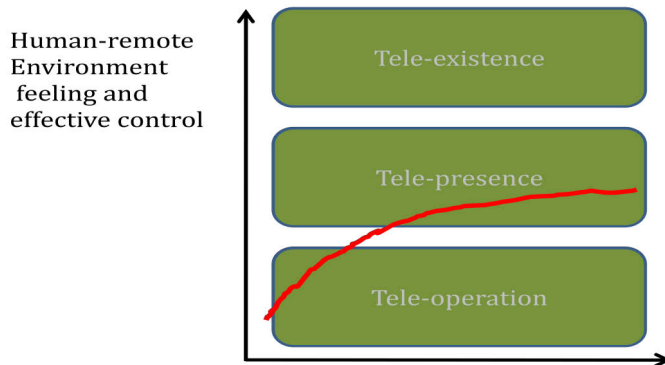 Human-remote
Environment
feeling and
effective control
Tele-existence
Tele-presence
Tele-operation